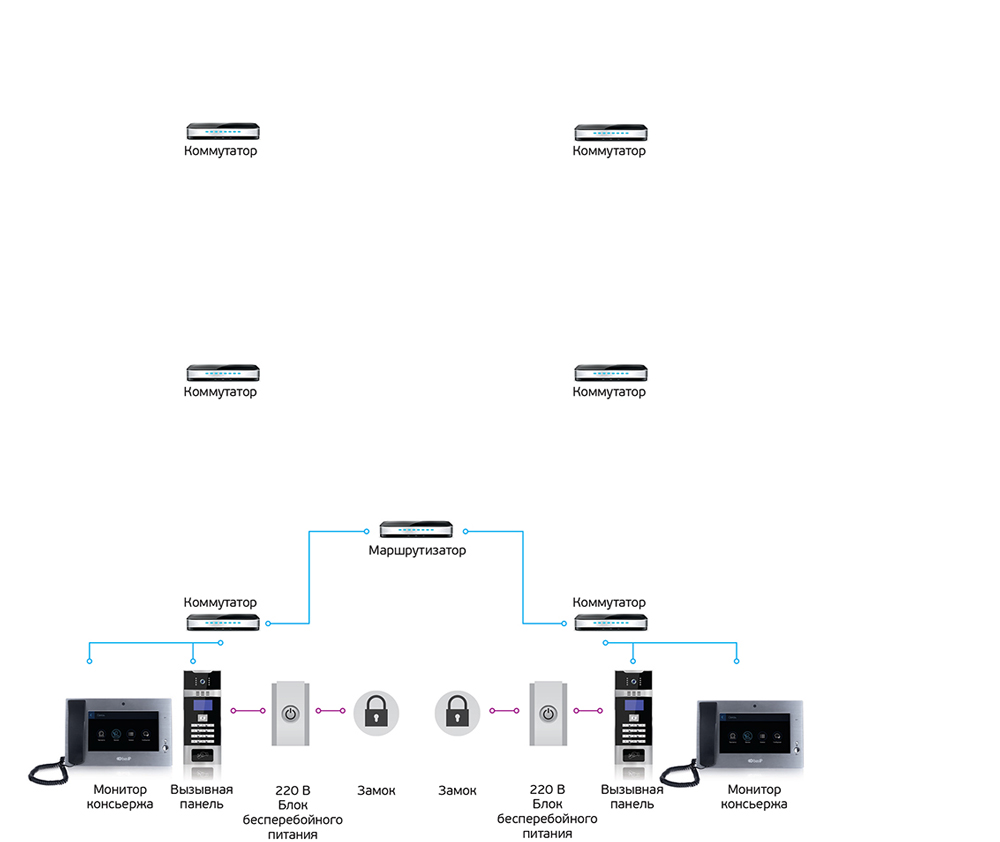 Коммутатор
Коммутатор
Коммутатор
Коммутатор
Маршрутизатор
Коммутатор
Коммутатор
Монитор
консьержа
Вызывная
панель
220 В
Блок
бесперебойного
питания
Замок
Замок
220 В
Блок
бесперебойного
питания
Вызывная
панель
Монитор
консьержа